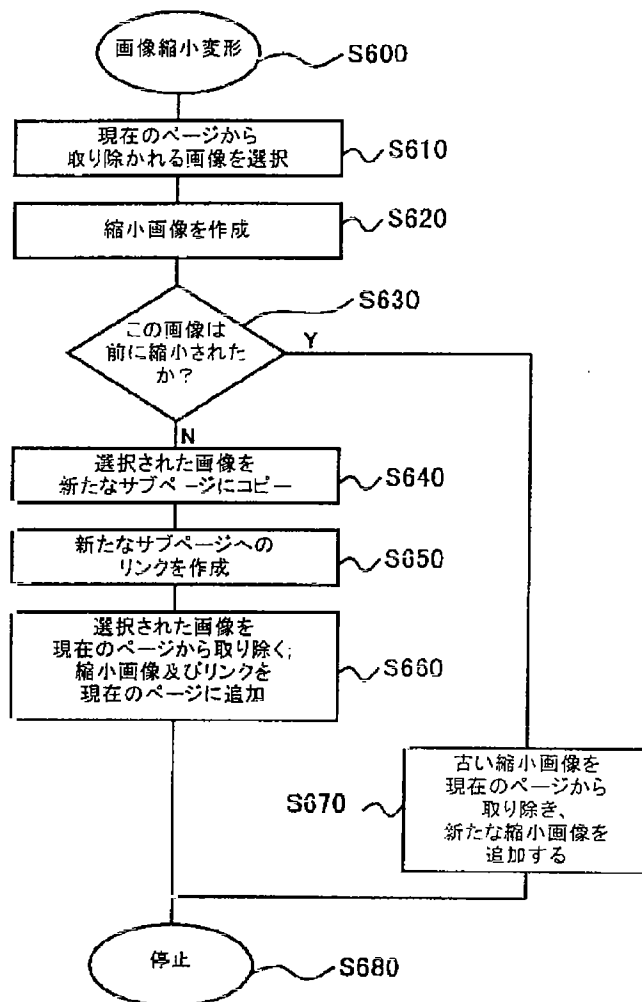 画像縮小変形
S600
現在のページから
取り除かれる画像を選択
S610
縮小画像を作成
S620
S630
この画像は
前に縮小された
か？
Y
N
選択された画像を
新たなサブページにコピー
S640
新たなサブページへの
リンクを作成
S650
選択された画像を
現在のページから取り除く;
縮小画像及びリンクを
現在のページに追加
S660
S670
古い縮小画像を
現在のページから
取り除き、
新たな縮小画像を
追加する
停止
S680